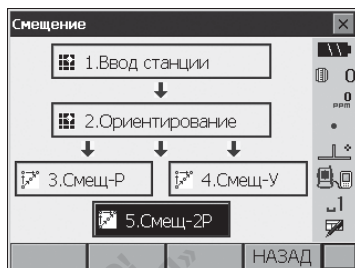 Смещение
1.Ввод станции
0
0
ppm
2.Ориентирование
3.Смещ-Р
4.Смещ-У
1
5.Смещ-2Р
НАЗАД